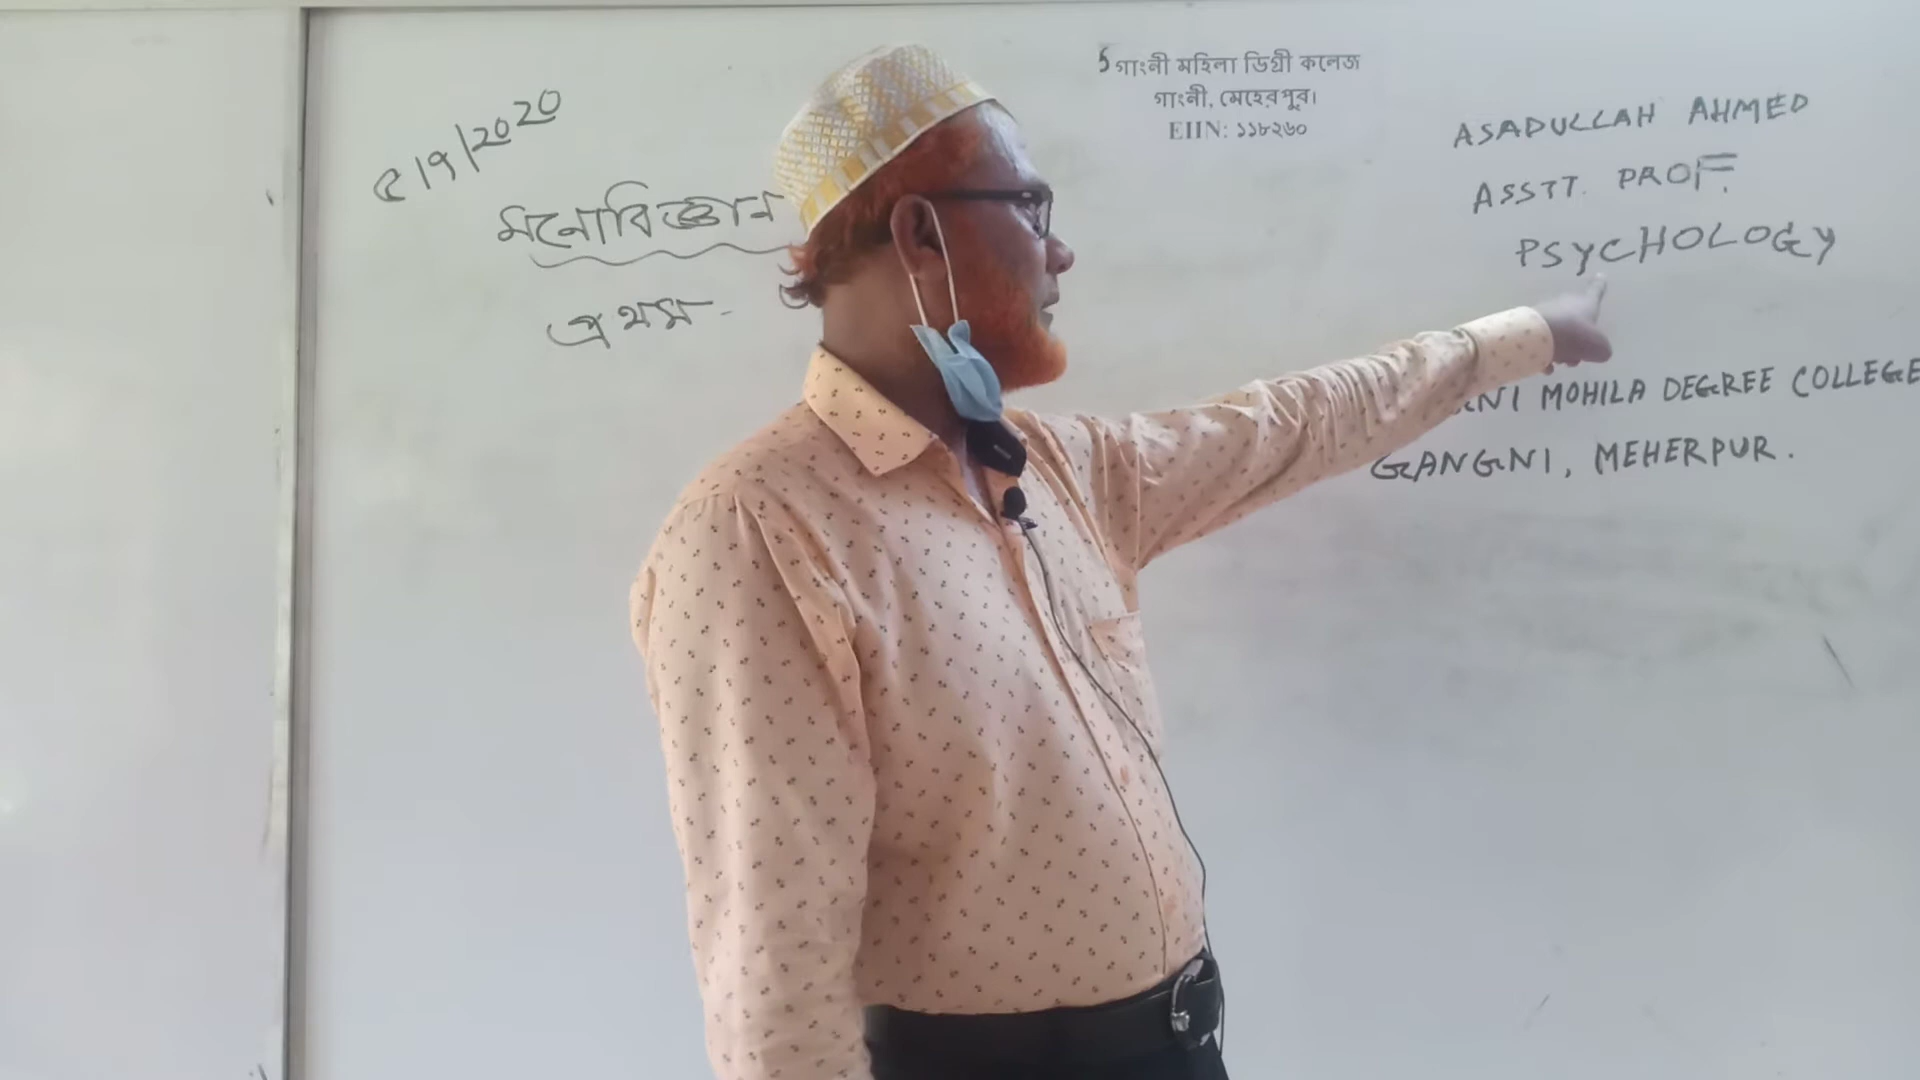 ৫/৭/২০২০
মনোবিজ্ঞান
প্রথম-
গাংনী মহিলা ডিগ্রী কলেজ
গাংনী, মেহেরপুর।
EIIN: ১১৮২৬০
ASADULLAH AHMED
ASSTT. PROF.
PSYCHOLOGY
MOHILA DEGREE COLLEGE
GANGNI, MEHERPUR.